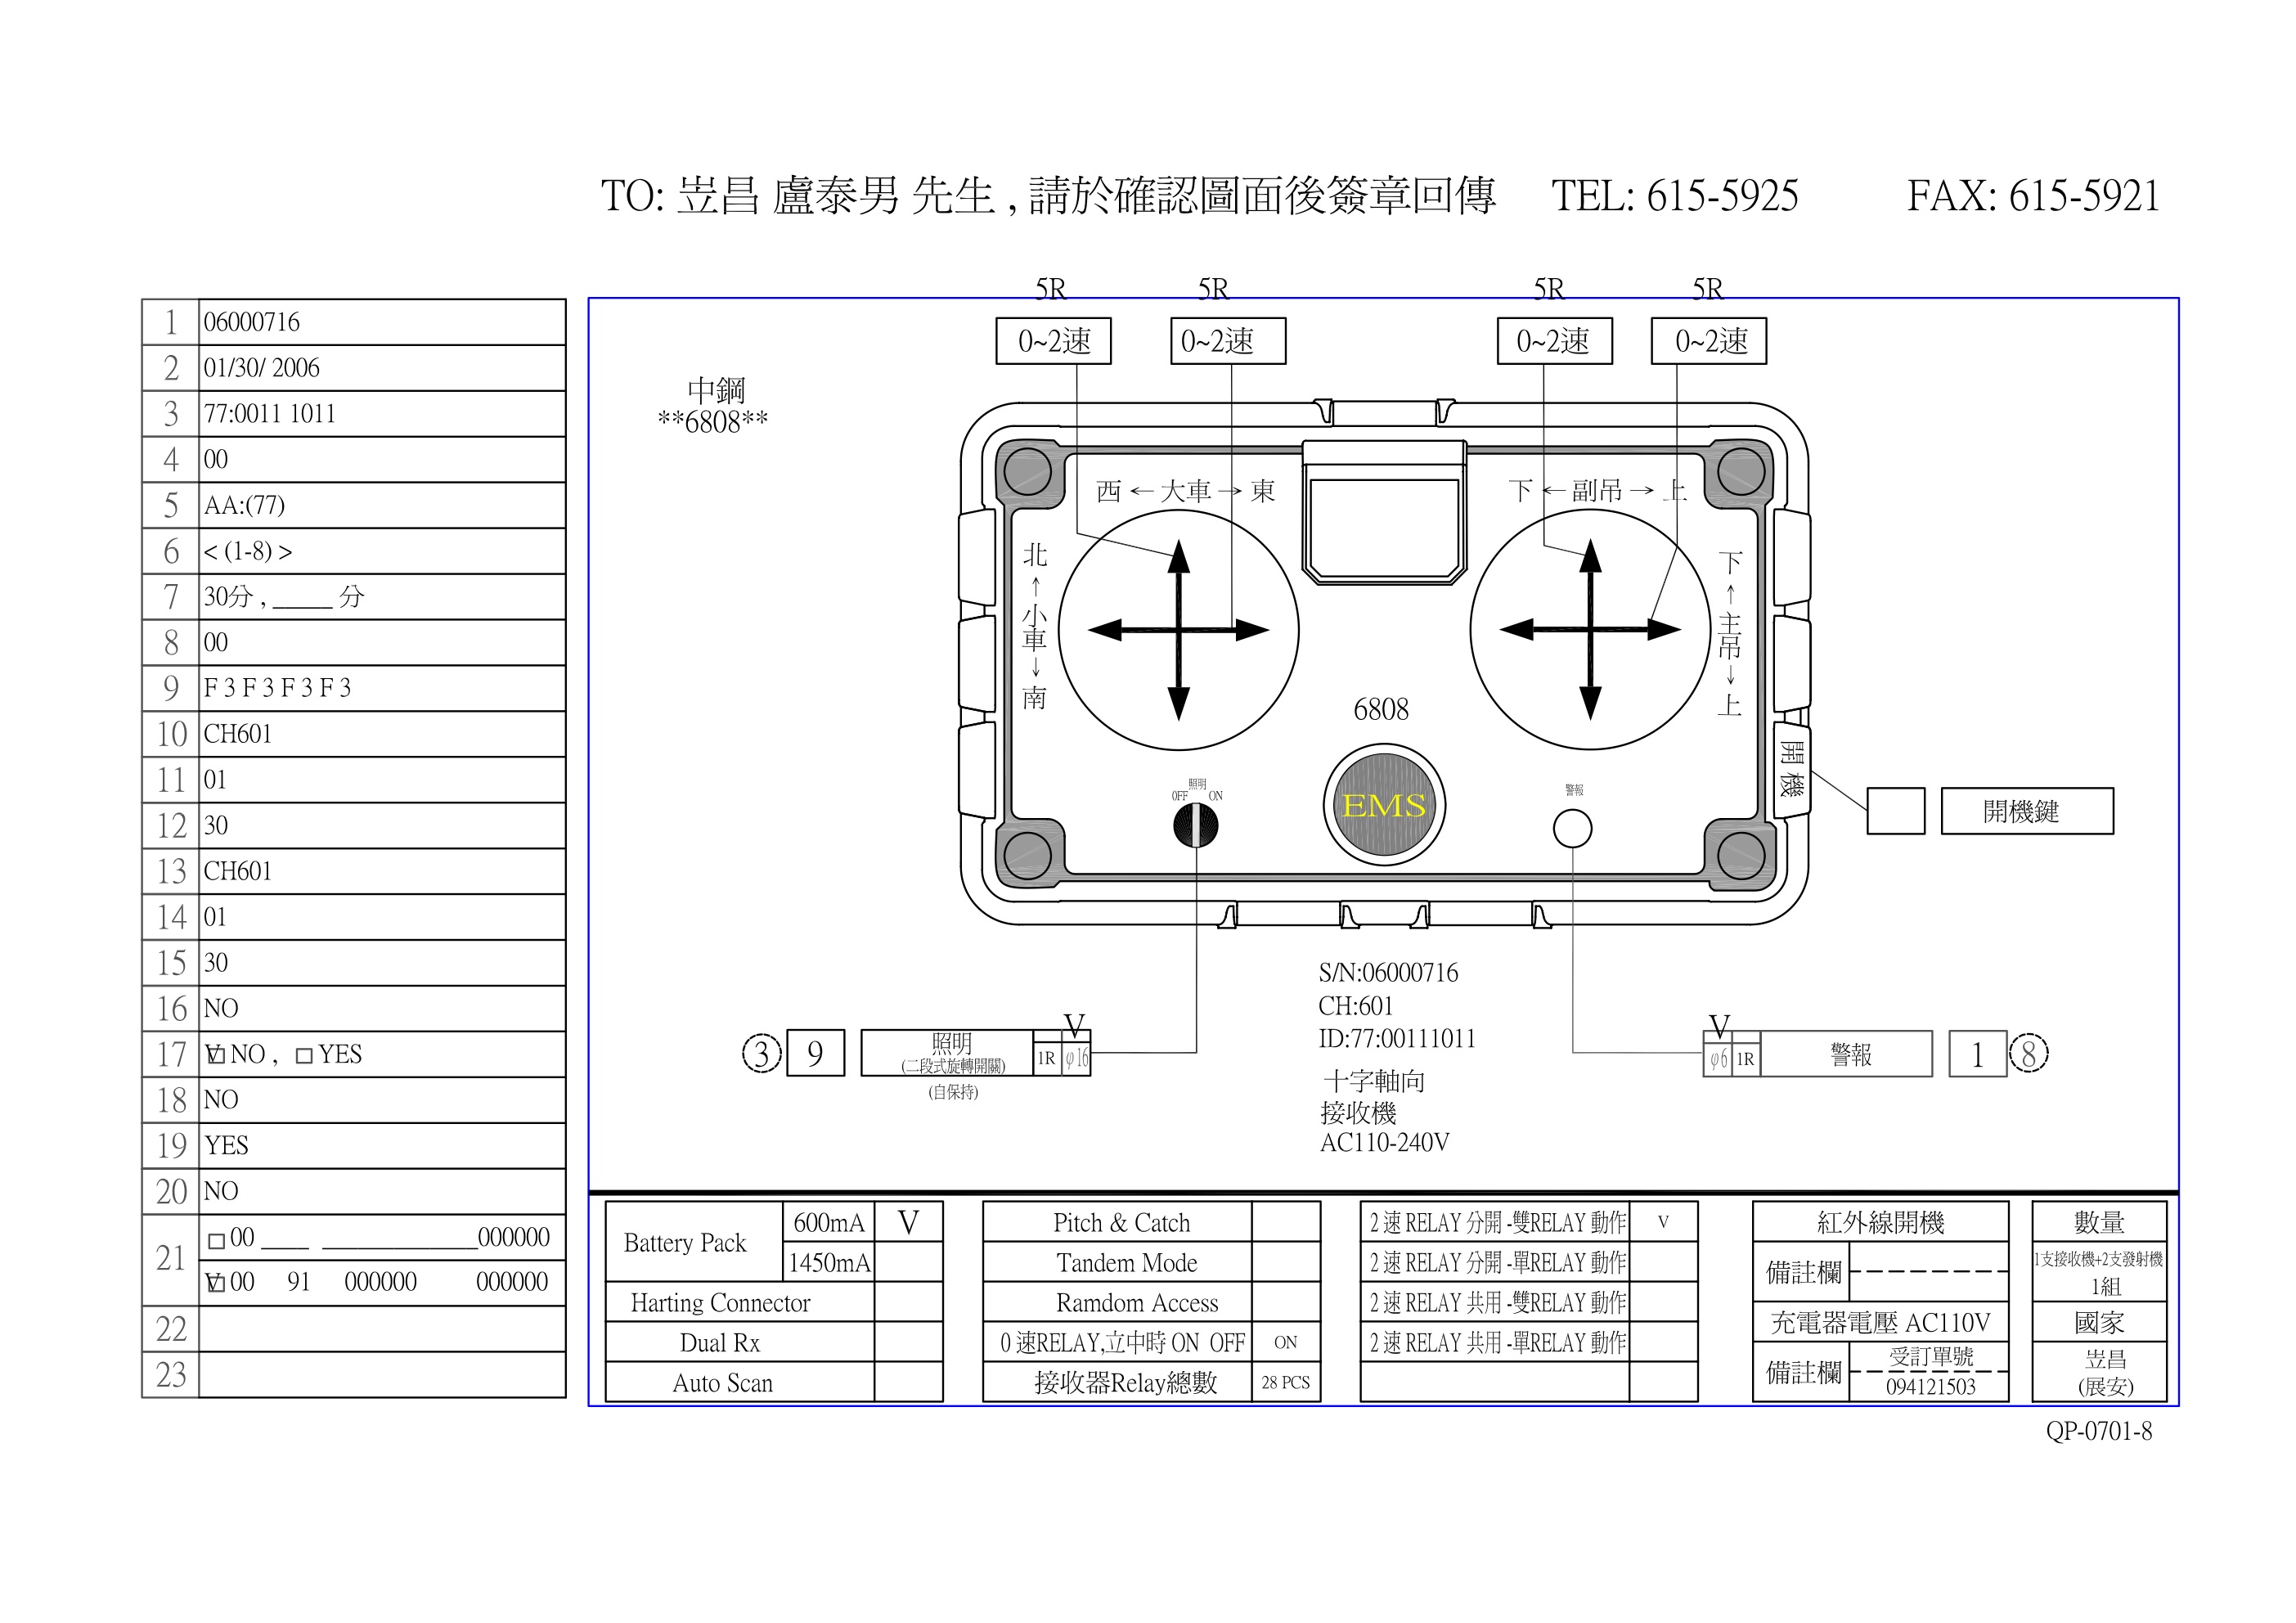 TO: 岦昌 盧泰男 先生 , 請於確認圖面後簽章回傳 TEL: 615-5925 FAX: 615-5921
1 06000716
2 01/30/ 2006
3 77:0011 1011
4 00
5 AA:(77)
6 < (1-8) >
7 30分 , _____ 分
8 00
9 F 3 F 3 F 3 F 3
10 CH601
11 01
12 30
13 CH601
14 01
15 30
16 NO
17 V□ NO , □ YES
18 NO
19 YES
20 NO
21 □ 00 ____ _____________000000
V□ 00 91 000000 000000
22
23
5R 5R 5R 5R
0~2速 0~2速 0~2速 0~2速
中鋼
**6808**
西 ← 大車 → 東
下 ← 副吊 → 上
北 ← 小車 → 南
下 ← 主吊 → 上
6808
照明
OFF ON
EMS
警報
開機
開機鍵
S/N:06000716
CH:601
ID:77:00111011
十字軸向
接收機
AC110-240V
3 9 照明 V
(二段式旋轉開關) 1R φ16
(自保持)
V
φ6 1R 警報 1 8
Battery Pack 600mA V
1450mA
Harting Connector
Dual Rx
Auto Scan
Pitch & Catch
Tandem Mode
Ramdom Access
0 速RELAY,立中時 ON OFF ON
接收器Relay總數 28 PCS
2 速 RELAY 分開 -雙RELAY 動作 V
2 速 RELAY 分開 -單RELAY 動作
2 速 RELAY 共用 -雙RELAY 動作
2 速 RELAY 共用 -單RELAY 動作
紅外線開機
備註欄
充電器電壓 AC110V
備註欄 受訂單號
094121503
數量
1支接收機+2支發射機
1組
國家
岦昌
(展安)
QP-0701-8